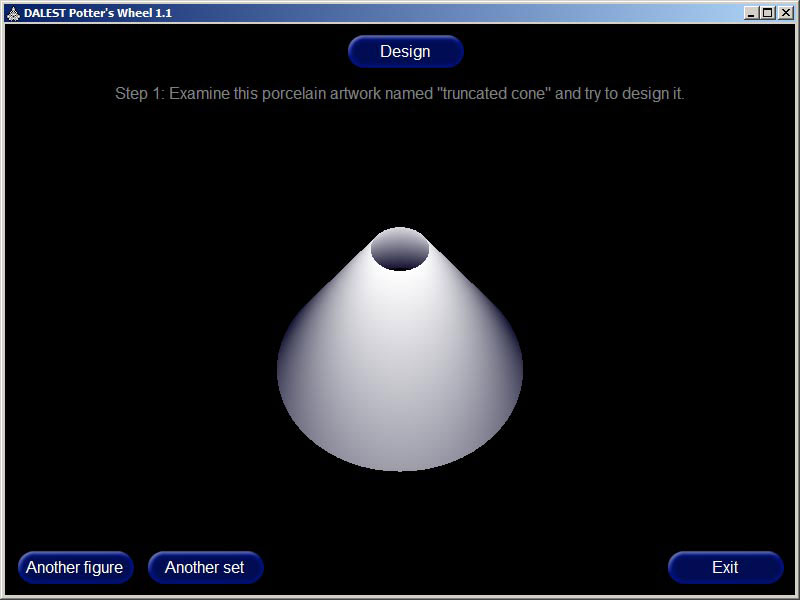 DALEST Potter's Wheel 1.1
Design
Step 1: Examine this porcelain artwork named "truncated cone" and try to design it.
Another figure
Another set
Exit